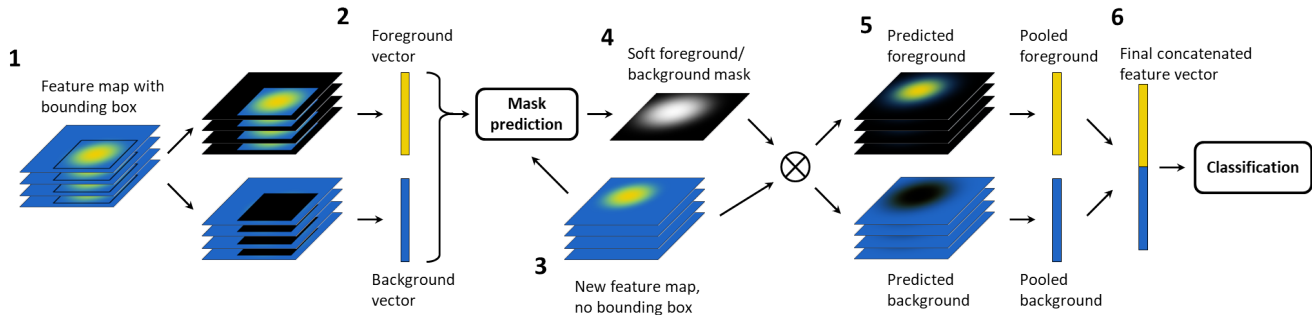 1
Feature map with
bounding box
2
Foreground
vector
Background
vector
Mask
prediction
3
New feature map,
no bounding box
4
Soft foreground/
background mask
5
Predicted
foreground
Pooled
foreground
Predicted
background
Pooled
background
6
Final concatenated
feature vector
Classification